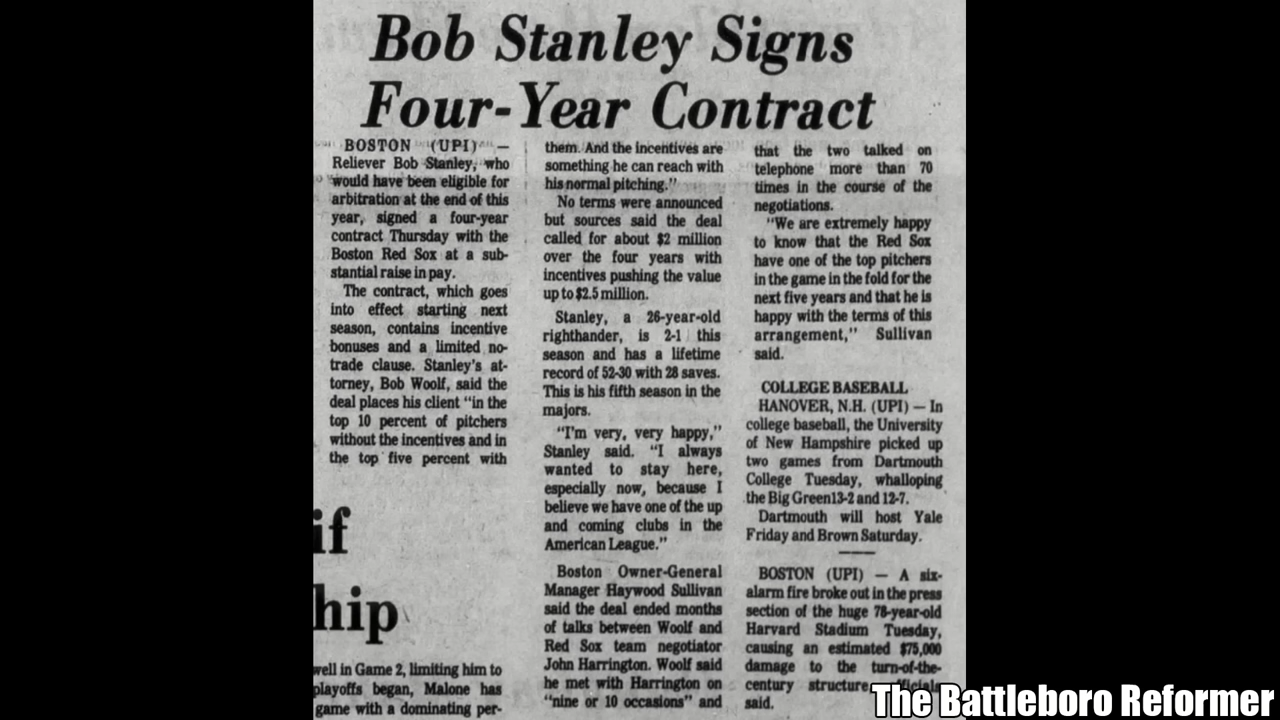 Bob Stanley Signs
Four-Year Contract
BOSTON (UPI) —
Reliever Bob Stanley, who
would have been eligible for
arbitration at the end of this
year, signed a four-year
contract Thursday with the
Boston Red Sox at a sub-
stantial raise in pay.
The contract, which goes
into effect starting next
season, contains incentive
bonuses and a limited no-
trade clause. Stanley's at-
torney, Bob Woolf, said the
deal places his client "in the
top 10 percent of pitchers
without the incentives and in
the top five percent with
if
hip
well in Game 2, limiting him to
playoffs began, Malone has
game with a dominating per-
them. And the incentives are
something he can reach with
his normal pitching."
No terms were announced
but sources said the deal
called for about $2 million
over the four years with
incentives pushing the value
up to $2.5 million.
Stanley, a 26-year-old
righthander, is 2-1 this
season and has a lifetime
record of 52-30 with 28 saves.
This is his fifth season in the
majors.
"I'm very, very happy,"
Stanley said. "I always
wanted to stay here,
especially now, because I
believe we have one of the up
and coming clubs in the
American League."
Boston Owner-General
Manager Haywood Sullivan
said the deal ended months
of talks between Woolf and
Red Sox team negotiator
John Harrington. Woolf said
he met with Harrington on
"nine or 10 occasions" and
that the two talked on
telephone more than 70
times in the course of the
negotiations.
"We are extremely happy
to know that the Red Sox
have one of the top pitchers
in the game in the fold for the
next five years and that he is
happy with the terms of this
arrangement," Sullivan
said.
COLLEGE BASEBALL
HANOVER, N.H. (UPI) — In
college baseball, the University
of New Hampshire picked up
two games from Dartmouth
College Tuesday, whalloping
the Big Green13-2 and 12-7.
Dartmouth will host Yale
Friday and Brown Saturday.
BOSTON (UPI) — A six-
alarm fire broke out in the press
section of the huge 78-year-old
Harvard Stadium Tuesday,
causing an estimated $75,000
damage to the turn-of-the-
century structure,
said.
The Battleboro Reformer